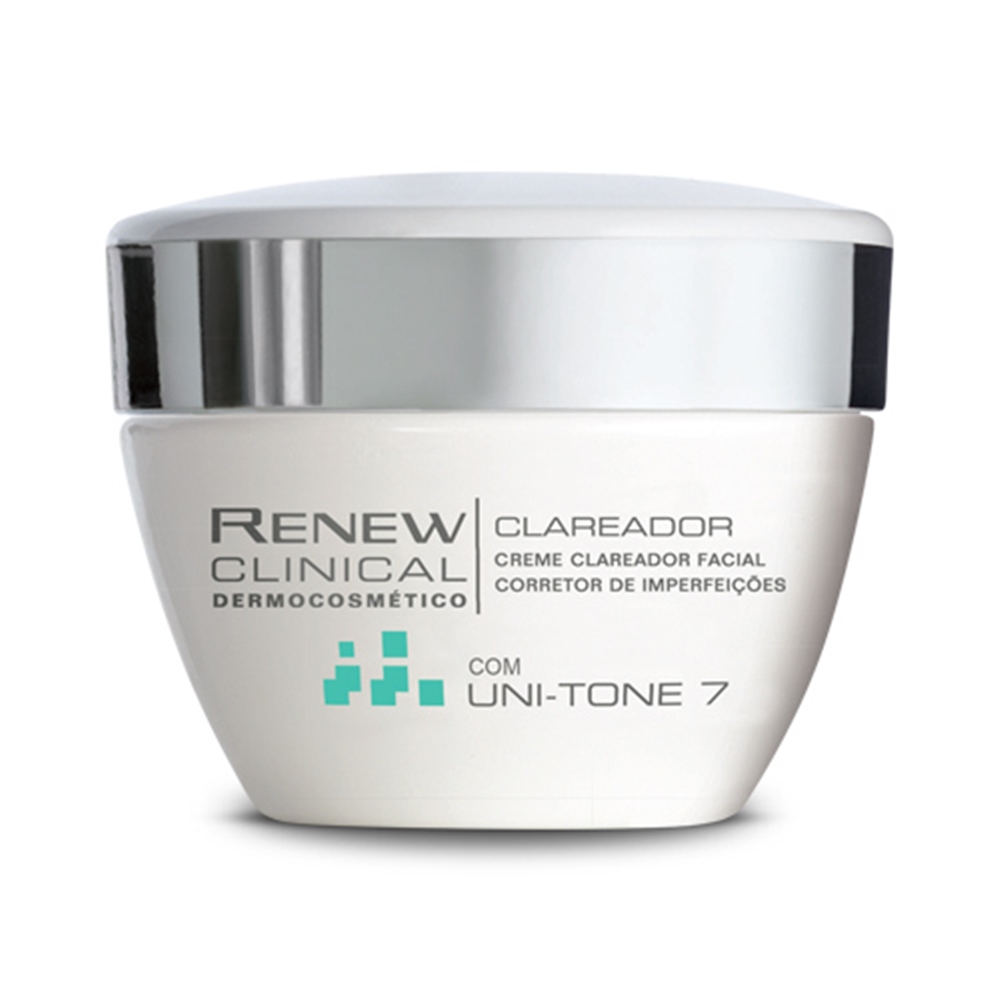 RENEW
CLINICAL
DERMOCOSMÉTICO
CLAREADOR
CREME CLAREADOR FACIAL
CORRETOR DE IMPERFEIÇÕES
COM
UNI-TONE 7